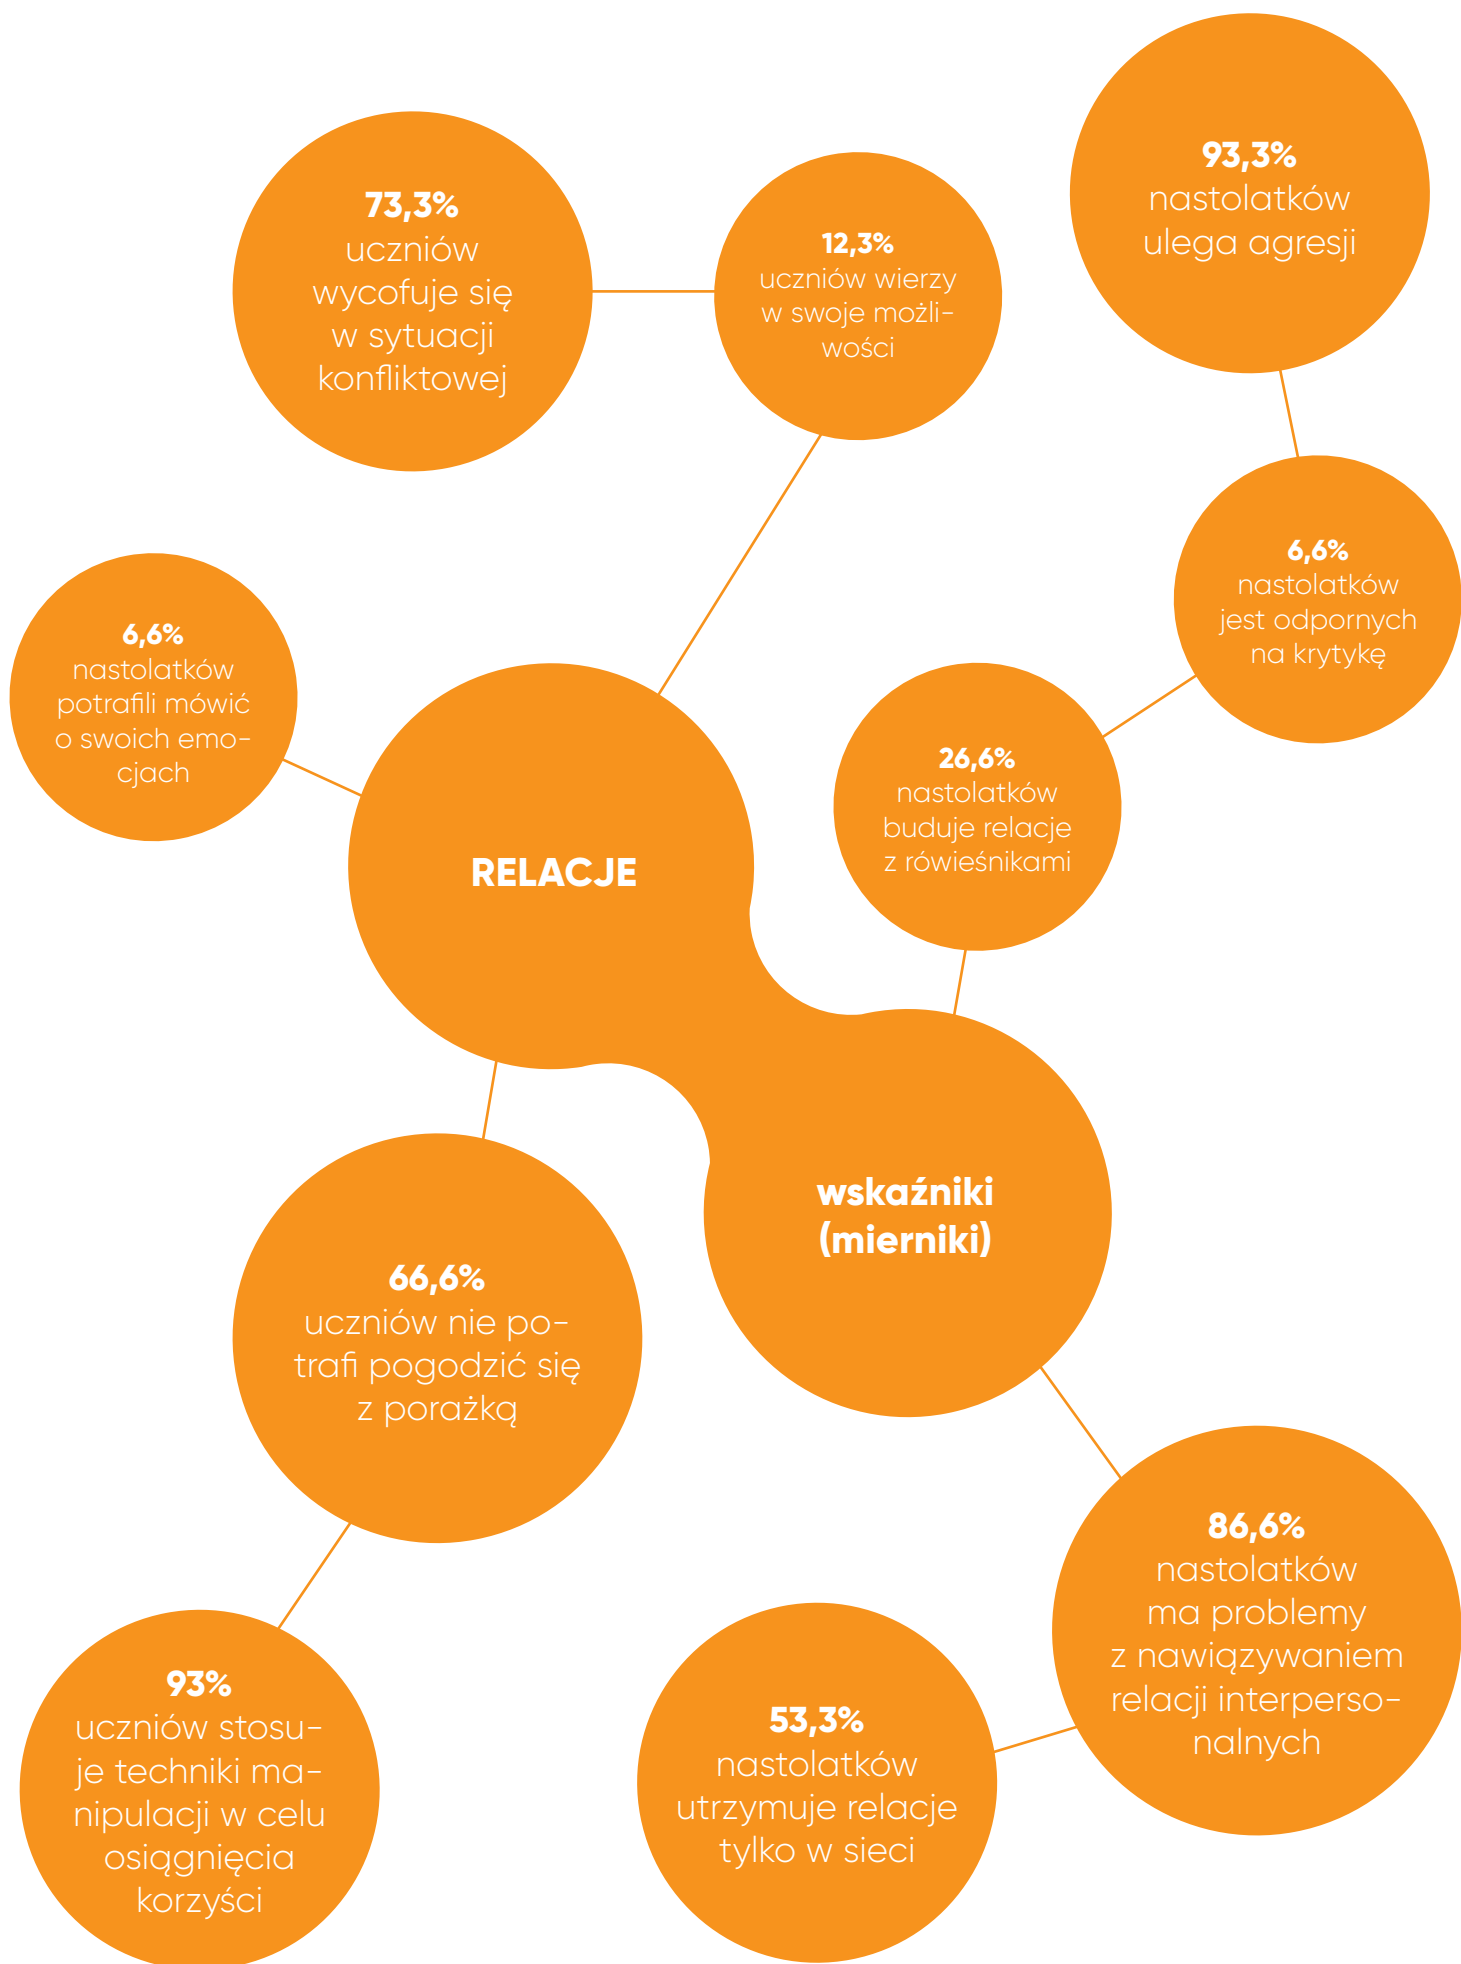 93,3%
nastolatków
ulega agresji
73,3%
uczniów
wycofuje się
w sytuacji
konfliktowej
12,3%
uczniów wierzy
w swoje możli-
wości
6,6%
nastolatków
jest odpornych
na krytykę
6,6%
nastolatków
potrafili mówić
o swoich emo-
cjach
26,6%
nastolatków
buduje relacje
z rówieśnikami
RELACJE
wskaźniki
(mierniki)
66,6%
uczniów nie po-
trafi pogodzić się
z porażką
86,6%
nastolatków
ma problemy
z nawiązywaniem
relacji interperso-
nalnych
93%
uczniów stosu-
je techniki ma-
nipulacji w celu
osiągnięcia
korzyści
53,3%
nastolatków
utrzymuje relacje
tylko w sieci